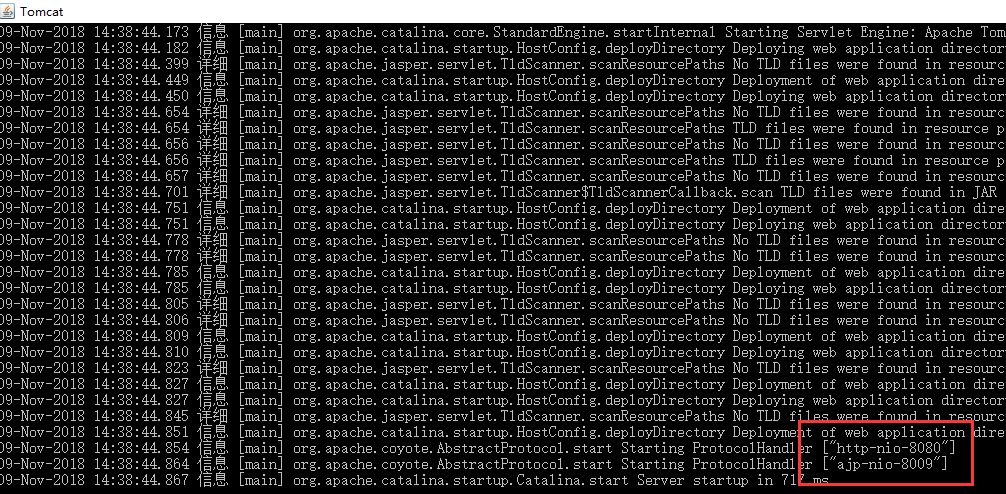 Tomcat
09-Nov-2018 14:38:44.173 信息 [main] org.apache.catalina.core.StandardEngine.startInternal Starting Servlet Engine: Apache Tom
09-Nov-2018 14:38:44.182 信息 [main] org.apache.catalina.startup.HostConfig.deployDirectory Deploying web application director
09-Nov-2018 14:38:44.399 详细 [main] org.apache.jasper.servlet.TldScanner.scanResourcePaths No TLD files were found in resourc
09-Nov-2018 14:38:44.449 信息 [main] org.apache.catalina.startup.HostConfig.deployDirectory Deployment of web application dire
09-Nov-2018 14:38:44.450 信息 [main] org.apache.catalina.startup.HostConfig.deployDirectory Deploying web application director
09-Nov-2018 14:38:44.654 详细 [main] org.apache.jasper.servlet.TldScanner.scanResourcePaths No TLD files were found in resourc
09-Nov-2018 14:38:44.654 详细 [main] org.apache.jasper.servlet.TldScanner.scanResourcePaths TLD files were found in resource p
09-Nov-2018 14:38:44.656 详细 [main] org.apache.jasper.servlet.TldScanner.scanResourcePaths No TLD files were found in resourc
09-Nov-2018 14:38:44.656 详细 [main] org.apache.jasper.servlet.TldScanner.scanResourcePaths TLD files were found in resource p
09-Nov-2018 14:38:44.657 详细 [main] org.apache.jasper.servlet.TldScanner.scanResourcePaths No TLD files were found in resourc
09-Nov-2018 14:38:44.701 详细 [main] org.apache.jasper.servlet.TldScanner$TldScannerCallback.scan TLD files were found in JAR
09-Nov-2018 14:38:44.751 信息 [main] org.apache.catalina.startup.HostConfig.deployDirectory Deployment of web application dire
09-Nov-2018 14:38:44.751 信息 [main] org.apache.catalina.startup.HostConfig.deployDirectory Deploying web application director
09-Nov-2018 14:38:44.778 详细 [main] org.apache.jasper.servlet.TldScanner.scanResourcePaths No TLD files were found in resourc
09-Nov-2018 14:38:44.778 详细 [main] org.apache.jasper.servlet.TldScanner.scanResourcePaths No TLD files were found in resourc
09-Nov-2018 14:38:44.785 信息 [main] org.apache.catalina.startup.HostConfig.deployDirectory Deployment of web application dire
09-Nov-2018 14:38:44.785 信息 [main] org.apache.catalina.startup.HostConfig.deployDirectory Deploying web application director
09-Nov-2018 14:38:44.805 详细 [main] org.apache.jasper.servlet.TldScanner.scanResourcePaths No TLD files were found in resourc
09-Nov-2018 14:38:44.806 详细 [main] org.apache.jasper.servlet.TldScanner.scanResourcePaths No TLD files were found in resourc
09-Nov-2018 14:38:44.809 信息 [main] org.apache.catalina.startup.HostConfig.deployDirectory Deployment of web application dire
09-Nov-2018 14:38:44.810 信息 [main] org.apache.catalina.startup.HostConfig.deployDirectory Deploying web application director
09-Nov-2018 14:38:44.823 详细 [main] org.apache.jasper.servlet.TldScanner.scanResourcePaths No TLD files were found in resourc
09-Nov-2018 14:38:44.827 信息 [main] org.apache.catalina.startup.HostConfig.deployDirectory Deployment of web application dire
09-Nov-2018 14:38:44.827 信息 [main] org.apache.catalina.startup.HostConfig.deployDirectory Deploying web application director
09-Nov-2018 14:38:44.845 详细 [main] org.apache.jasper.servlet.TldScanner.scanResourcePaths No TLD files were found in resourc
09-Nov-2018 14:38:44.851 信息 [main] org.apache.catalina.startup.HostConfig.deployDirectory Deployment of web application dire
09-Nov-2018 14:38:44.854 信息 [main] org.apache.coyote.AbstractProtocol.start Starting ProtocolHandler ["http-nio-8080"]
09-Nov-2018 14:38:44.864 信息 [main] org.apache.coyote.AbstractProtocol.start Starting ProtocolHandler ["ajp-nio-8009"]
09-Nov-2018 14:38:44.867 信息 [main] org.apache.catalina.startup.Catalina.start Server startup in 717 ms